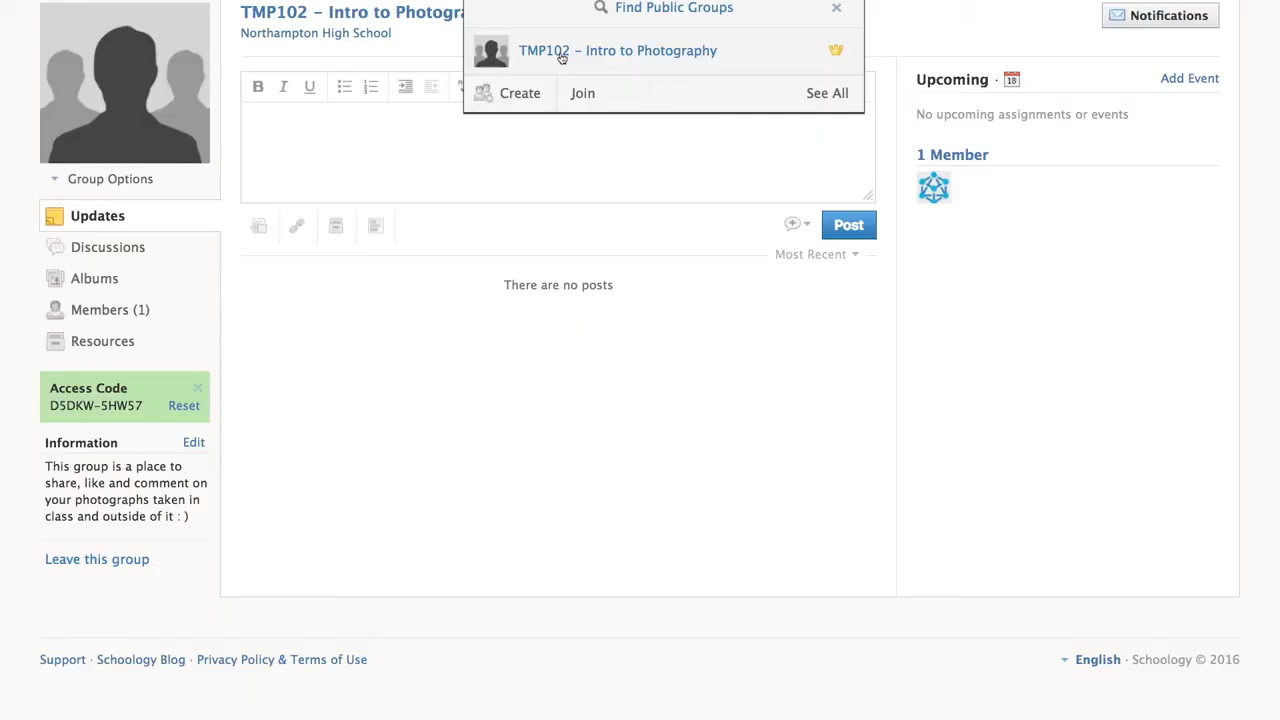 TMP102 – Intro to Photogra
Northampton High School
Find Public Groups
TMP102 – Intro to Photography
Create
Join
See All
Notifications
B I U
Post
Most Recent
There are no posts
Upcoming · 18
Add Event
No upcoming assignments or events
1 Member
Group Options
Updates
Discussions
Albums
Members (1)
Resources
Access Code
D5DKW-5HW57 Reset
Information Edit
This group is a place to
share, like and comment on
your photographs taken in
class and outside of it : )
Leave this group
Support · Schoology Blog · Privacy Policy & Terms of Use
English · Schoology © 2016